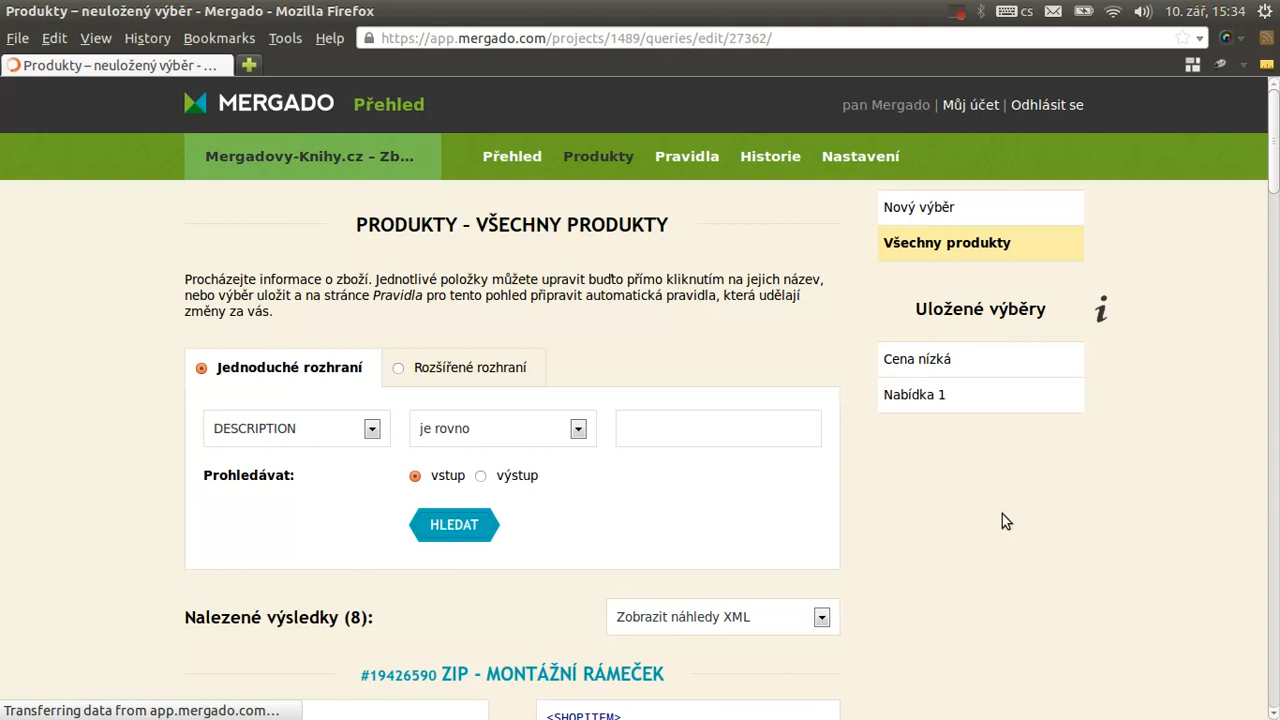 Produkty – neuložený výběr - Mergado - Mozilla Firefox
cs
10. zář, 15:34
File Edit View History Bookmarks Tools Help
https://app.mergado.com/projects/1489/queries/edit/27362/
Produkty – neuložený výběr - ...
MERGADO Přehled
pan Mergado | Můj účet | Odhlásit se
Mergadovy-Knihy.cz – Zb...
Přehled Produkty Pravidla Historie Nastavení
PRODUKTY – VŠECHNY PRODUKTY
Procházejte informace o zboží. Jednotlivé položky můžete upravit buďto přímo kliknutím na jejich název,
nebo výběr uložit a na stránce Pravidla pro tento pohled připravit automatická pravidla, která udělají
změny za vás.
Nový výběr
Všechny produkty
Uložené výběry
i
Cena nízká
Nabídka 1
Jednoduché rozhraní
Rozšířené rozhraní
DESCRIPTION
je rovno
Prohledávat:
vstup
výstup
HLEDAT
Nalezené výsledky (8):
Zobrazit náhledy XML
#19426590 ZIP - MONTÁŽNÍ RÁMEČEK
<SHOPITEM>
Transferring data from app.mergado.com...